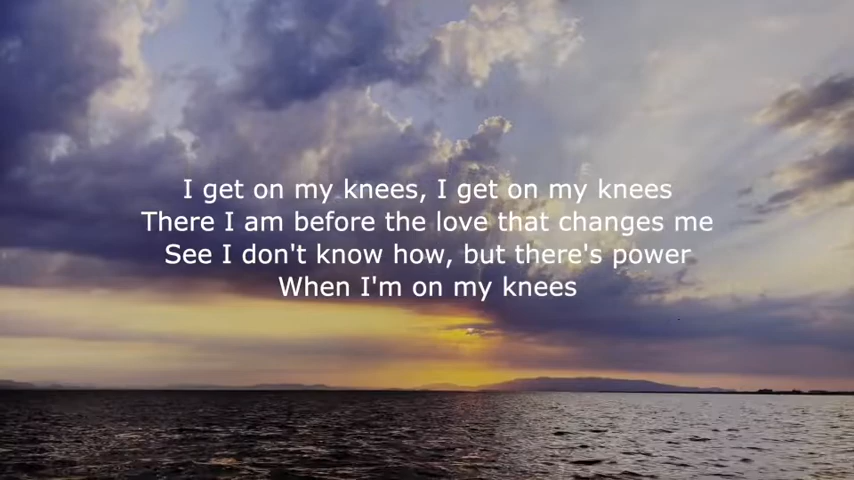 I get on my knees, I get on my knees
There I am before the love that changes me
See I don't know how, but there's power
When I'm on my knees